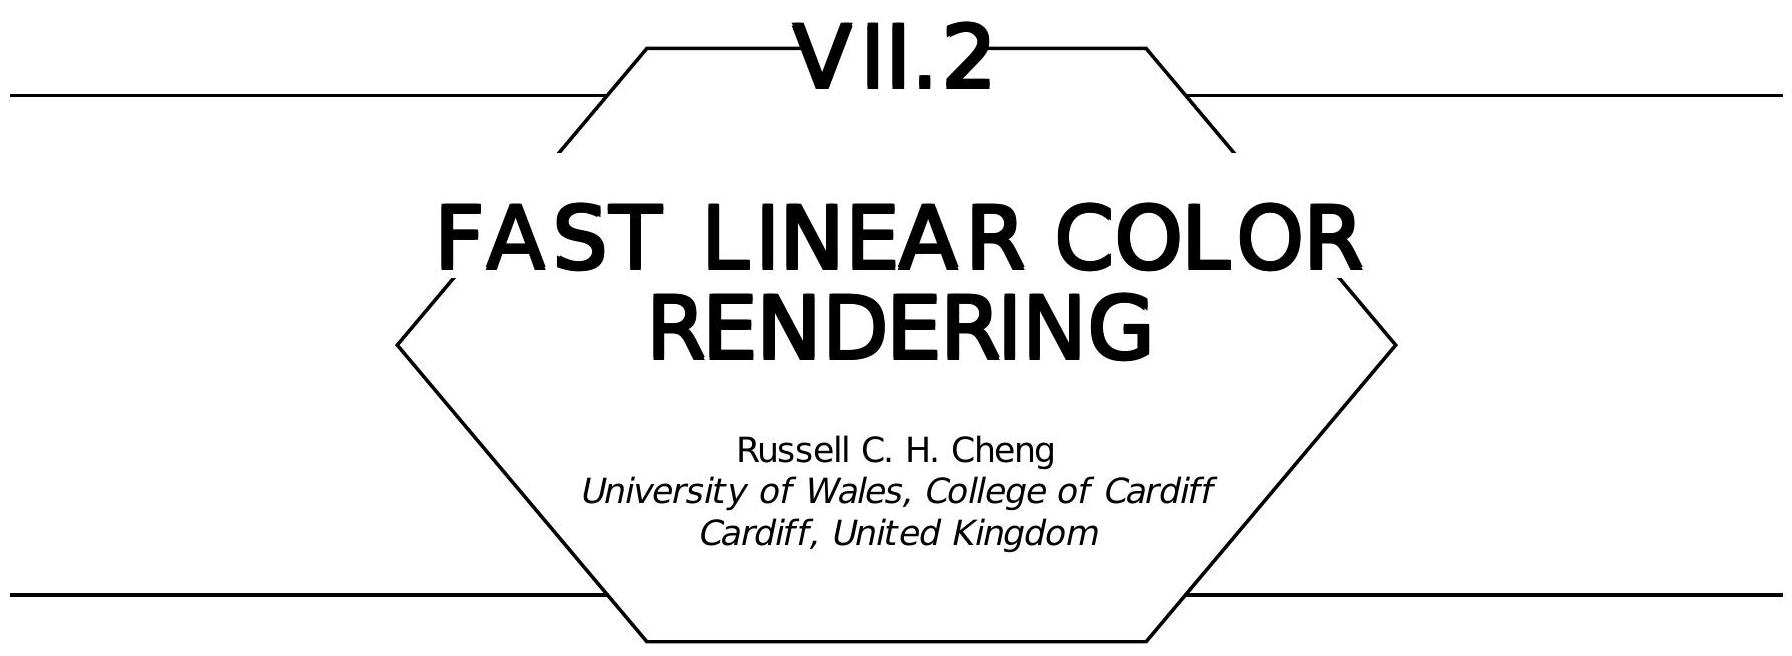 VII.2
FAST LINEAR COLOR
RENDERING
Russell C. H. Cheng
University of Wales, College of Cardiff
Cardiff, United Kingdom